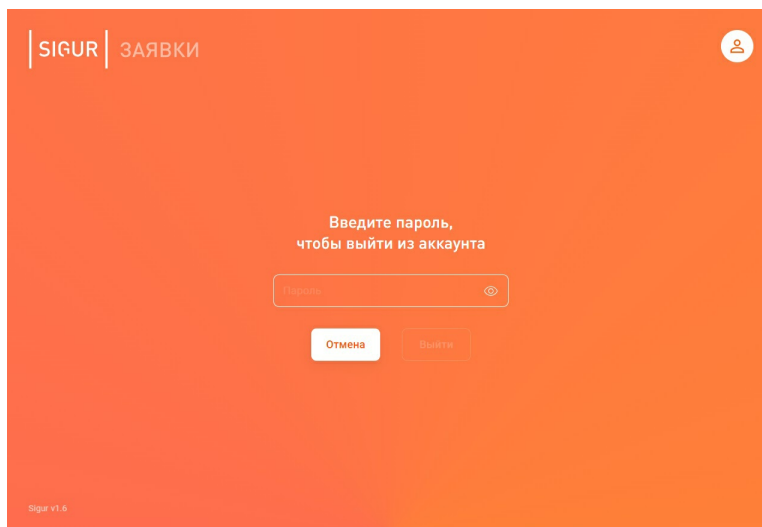 SIGUR ЗАЯВКИ
Введите пароль,
чтобы выйти из аккаунта
Пароль
Отмена Выйти
Sigur v1.6